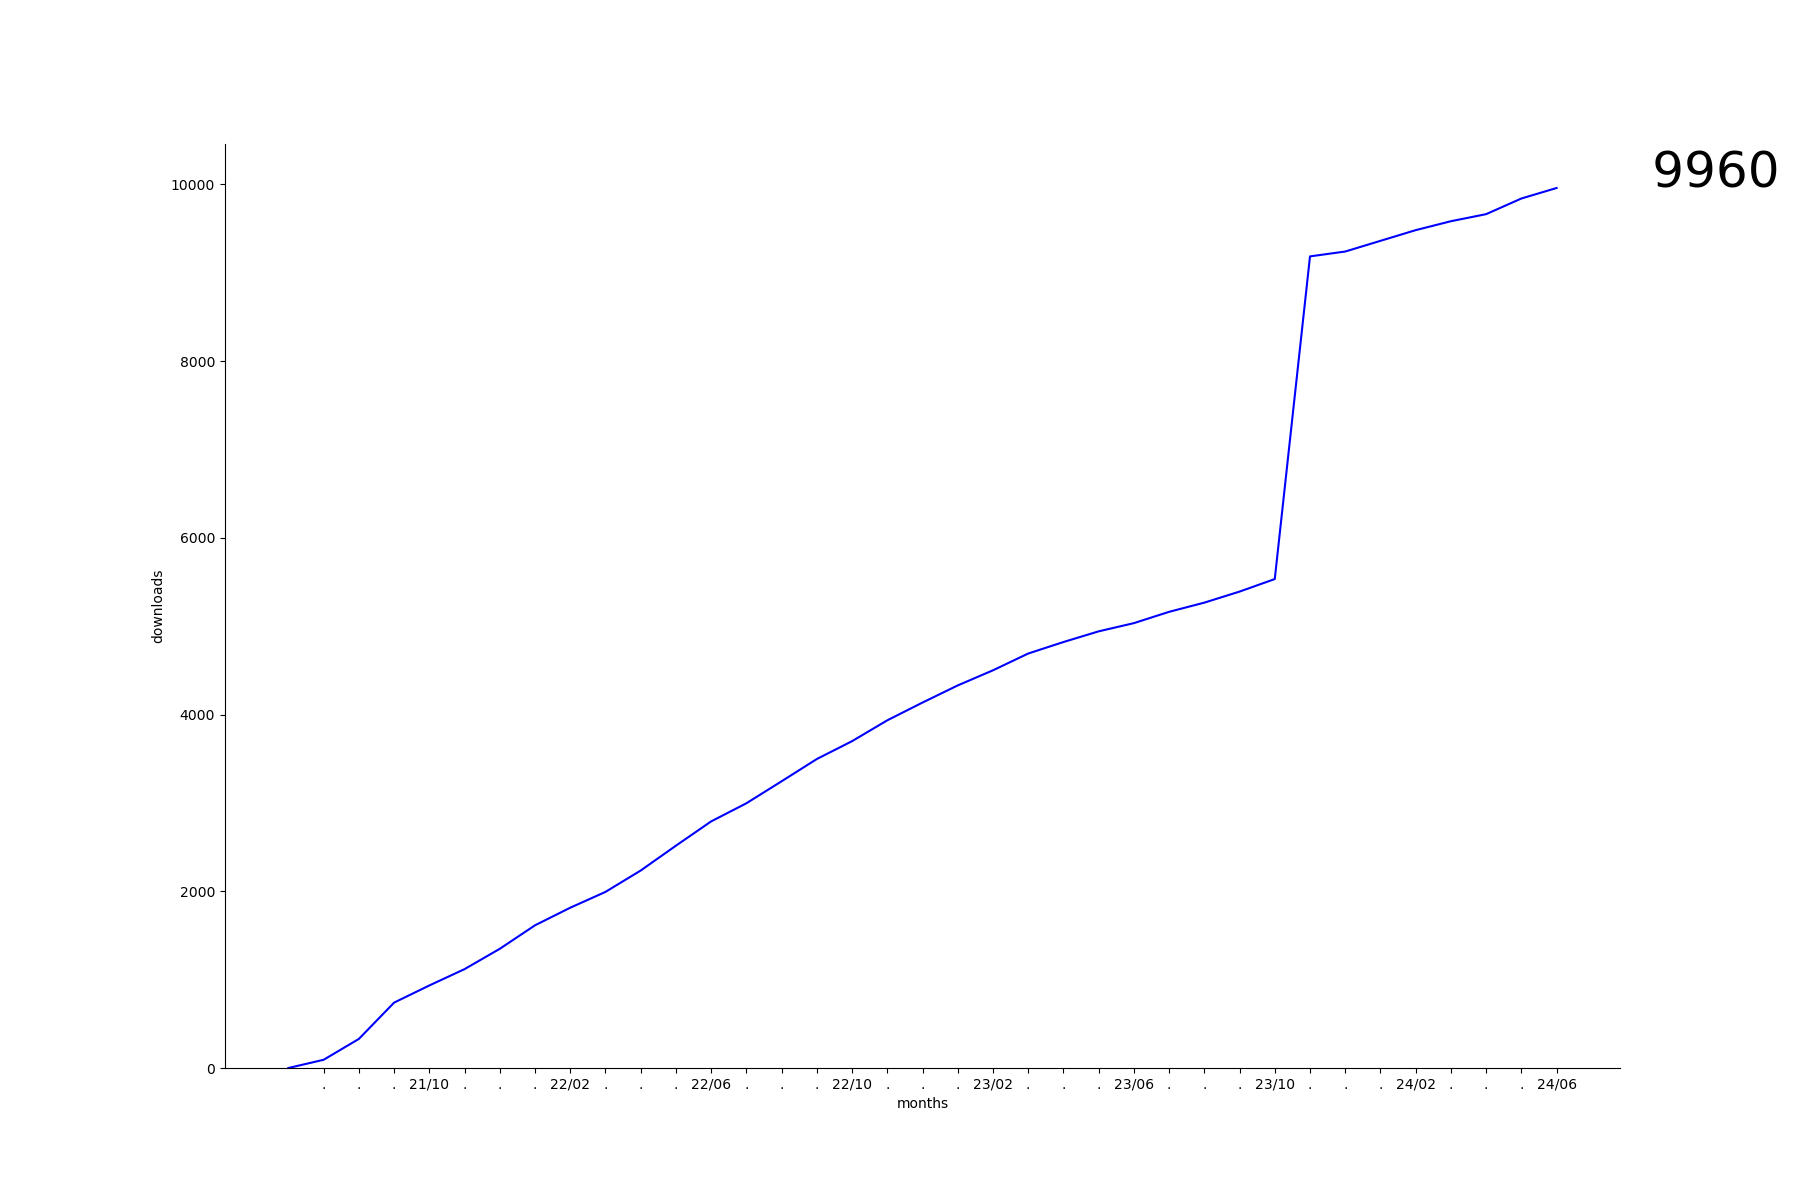 9960
10000
8000
6000
4000
2000
0
downloads
. . . 21/10 . . . 22/02 . . . 22/06 . . . 22/10 . . . 23/02 . . . 23/06 . . . 23/10 . . . 24/02 . . . 24/06
months